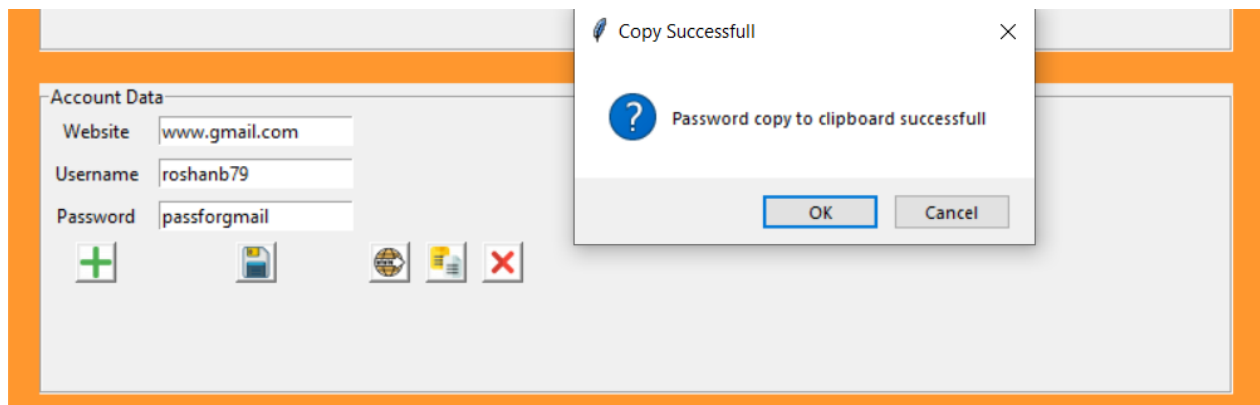 Copy Successfull
Password copy to clipboard successfull
OK Cancel
Account Data
Website www.gmail.com
Username roshanb79
Password passforgmail